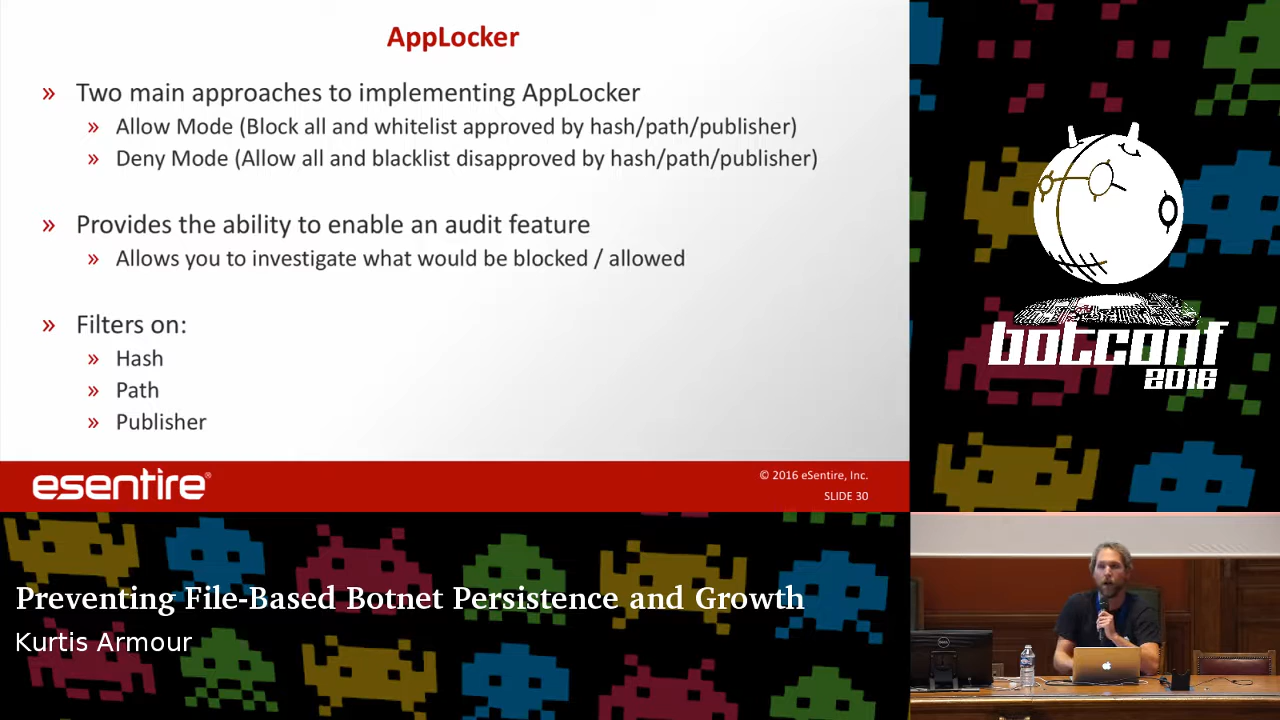 AppLocker
» Two main approaches to implementing AppLocker
» Allow Mode (Block all and whitelist approved by hash/path/publisher)
» Deny Mode (Allow all and blacklist disapproved by hash/path/publisher)
» Provides the ability to enable an audit feature
» Allows you to investigate what would be blocked / allowed
» Filters on:
» Hash
» Path
» Publisher
esentire®
© 2016 eSentire, Inc.
SLIDE 30
botconf
2016
Preventing File-Based Botnet Persistence and Growth
Kurtis Armour
DELL